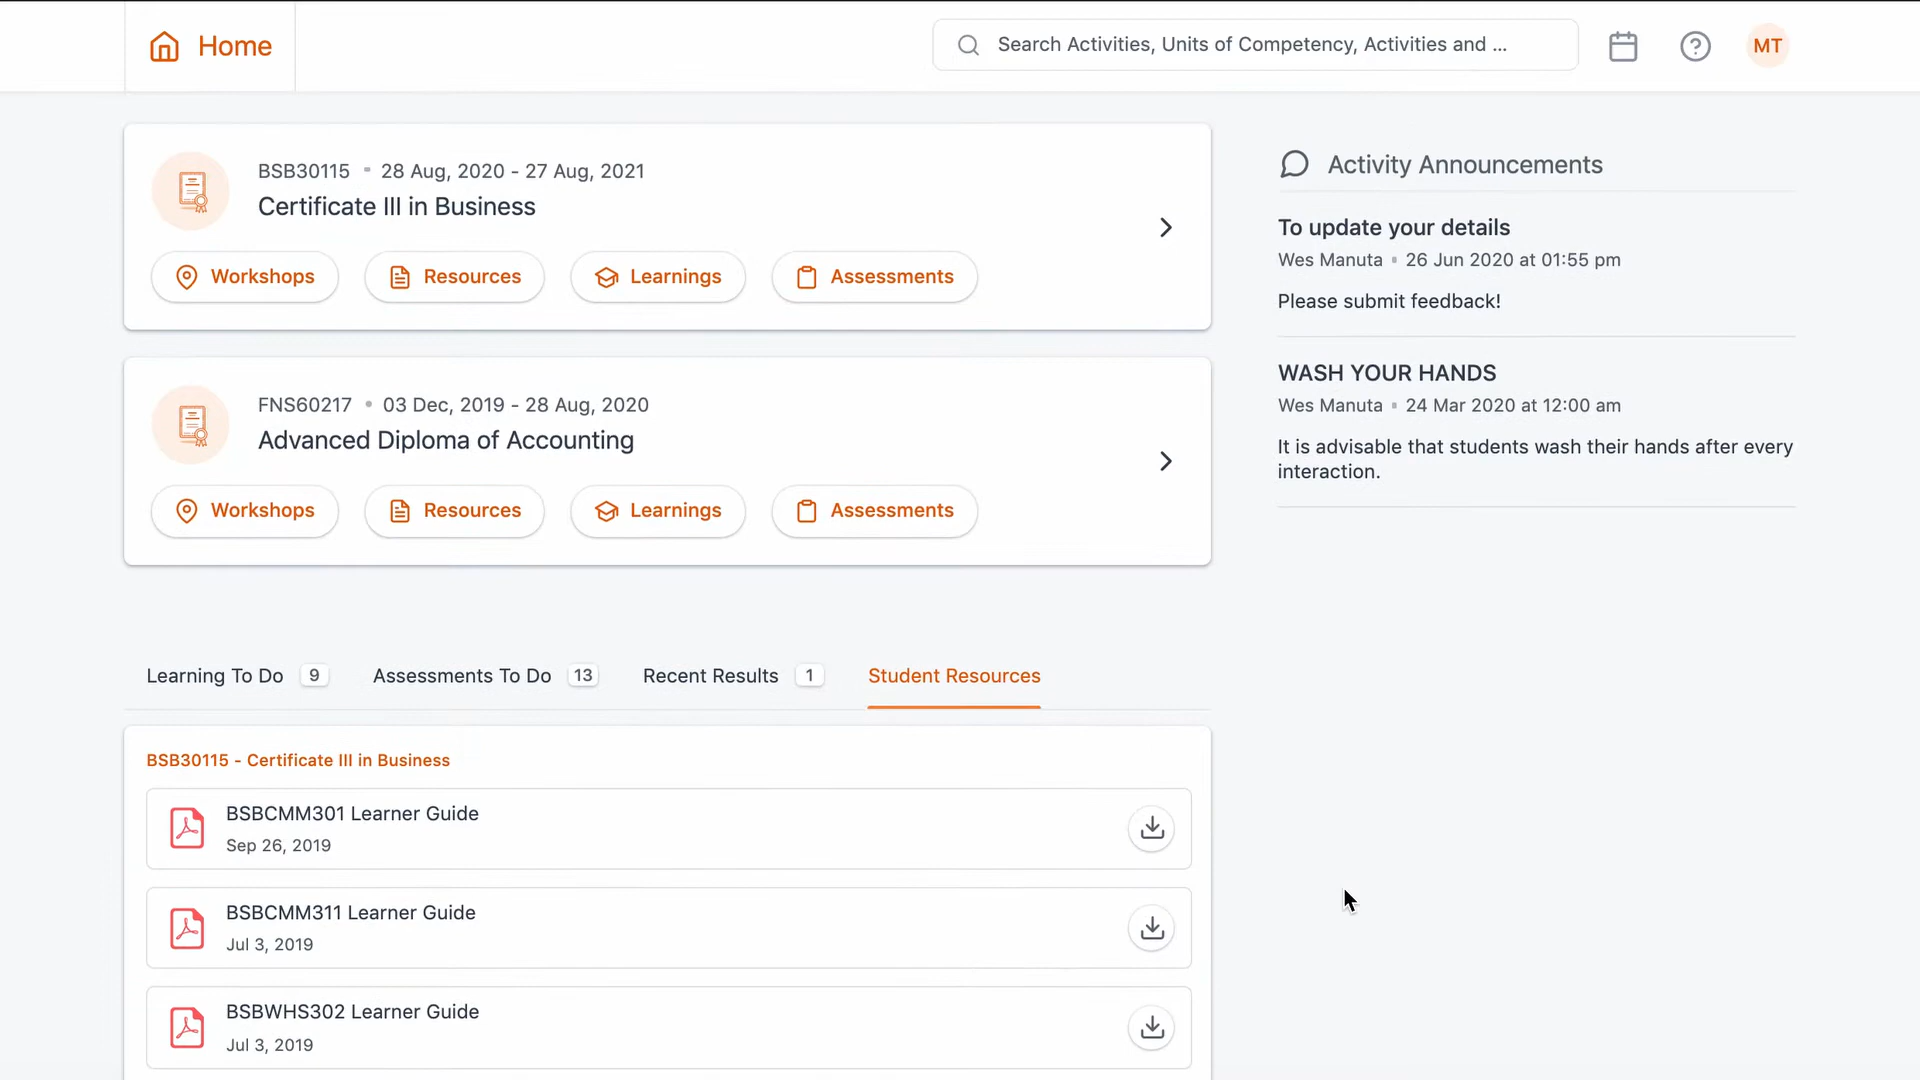 Home
Search Activities, Units of Competency, Activities and ...
MT
BSB30115 • 28 Aug, 2020 - 27 Aug, 2021
Certificate III in Business
Workshops
Resources
Learnings
Assessments
FNS60217 • 03 Dec, 2019 - 28 Aug, 2020
Advanced Diploma of Accounting
Workshops
Resources
Learnings
Assessments
Activity Announcements
To update your details
Wes Manuta • 26 Jun 2020 at 01:55 pm
Please submit feedback!
WASH YOUR HANDS
Wes Manuta • 24 Mar 2020 at 12:00 am
It is advisable that students wash their hands after every
interaction.
Learning To Do 9
Assessments To Do 13
Recent Results 1
Student Resources
BSB30115 - Certificate III in Business
BSBCMM301 Learner Guide
Sep 26, 2019
BSBCMM311 Learner Guide
Jul 3, 2019
BSBWHS302 Learner Guide
Jul 3, 2019